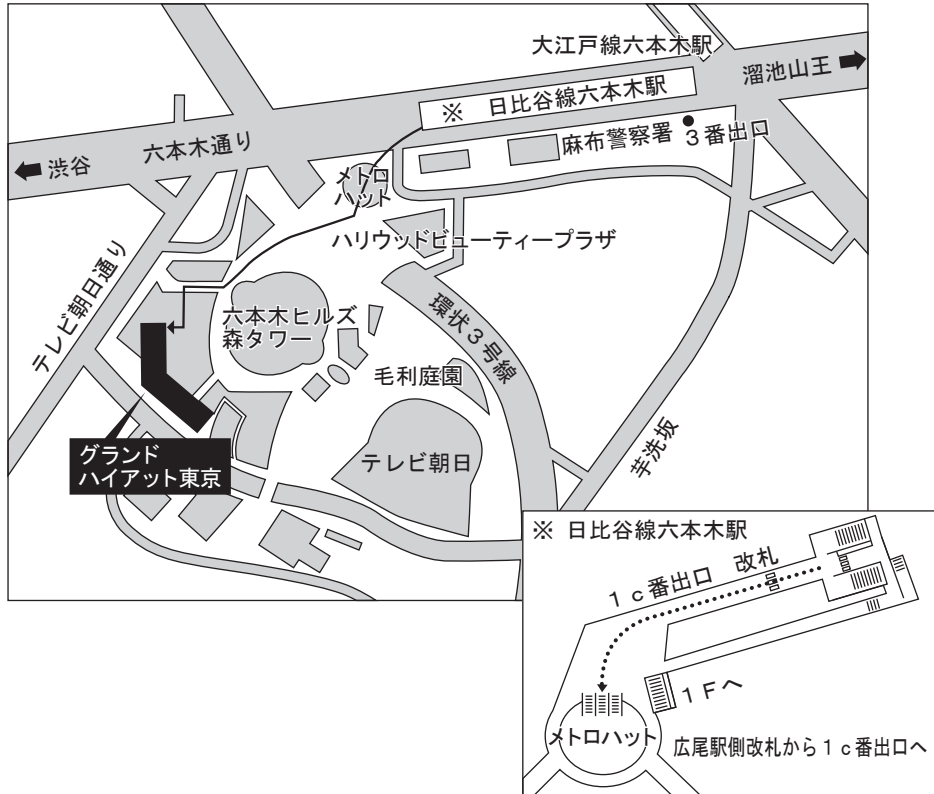 大江戸線六本木駅
溜池山王
※ 日比谷線六本木駅
麻布警察署
3番出口
六本木通り
渋谷
メトロ
ハット
ハリウッドビューティープラザ
テレビ朝日通り
六本木ヒルズ
森タワー
環状3号線
毛利庭園
芋洗坂
テレビ朝日
グランド
ハイアット東京
※ 日比谷線六本木駅
1c番出口 改札
1Fへ
メトロハット
広尾駅側改札から1c番出口へ